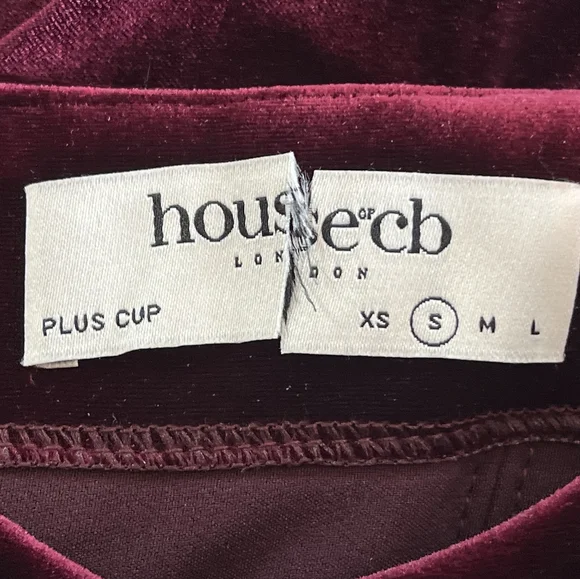 house OF cb
LONDON
PLUS CUP XS S M L